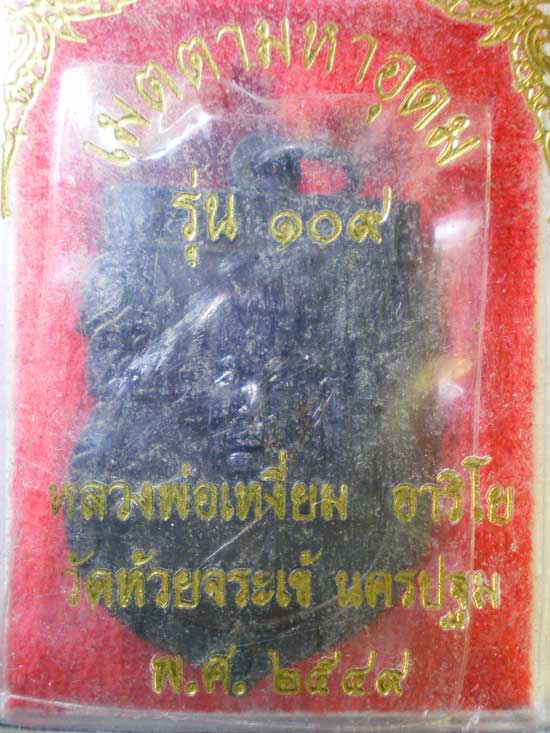 เมตตามหาอุดม
รุ่น ๑๐๙
หลวงพ่อเหงี่ยม อาริโย
วัดห้วยจระเข้ นครปฐม
พ.ศ. ๒๕๔๙